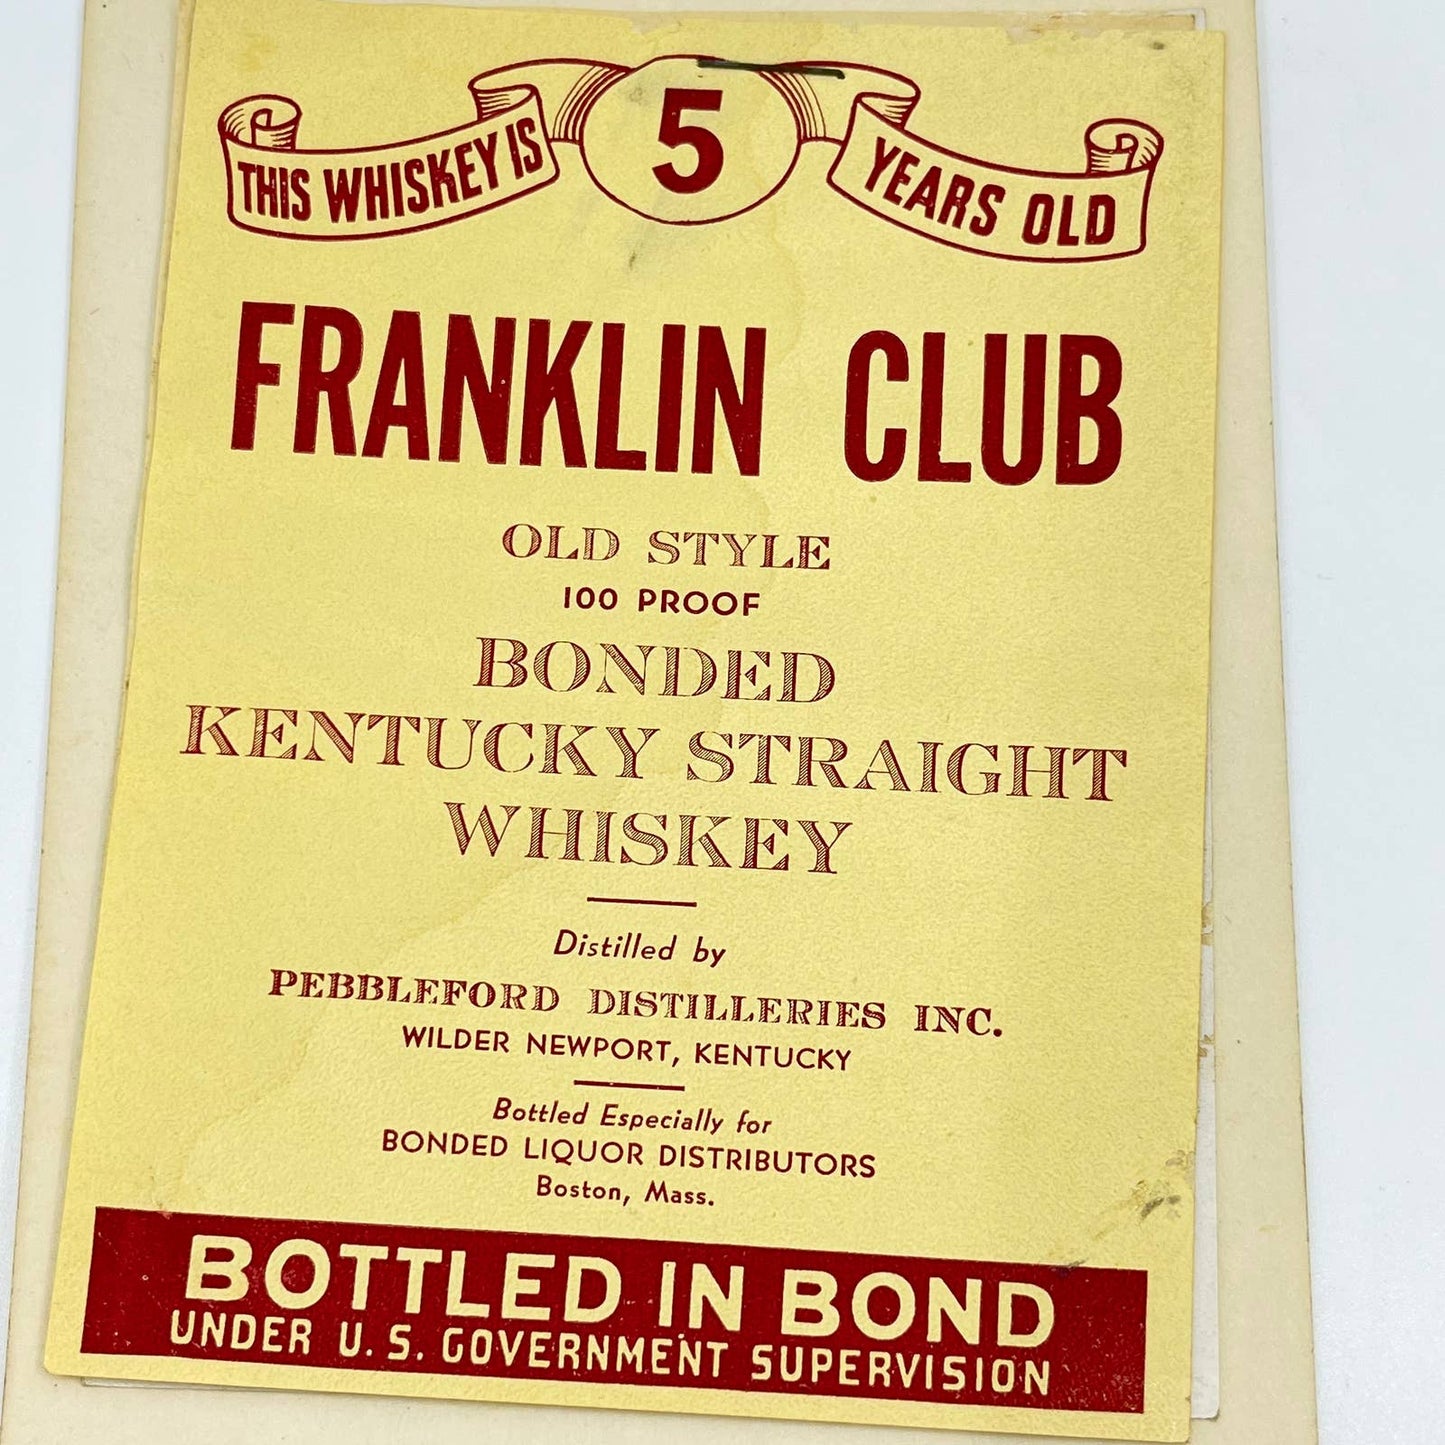 THIS WHISKEY IS 5 YEARS OLD
FRANKLIN CLUB
OLD STYLE
100 PROOF
BONDED
KENTUCKY STRAIGHT
WHISKEY
Distilled by
PEBBLEFORD DISTILLERIES INC.
WILDER NEWPORT, KENTUCKY
Bottled Especially for
BONDED LIQUOR DISTRIBUTORS
Boston, Mass.
BOTTLED IN BOND
UNDER U. S. GOVERNMENT SUPERVISION